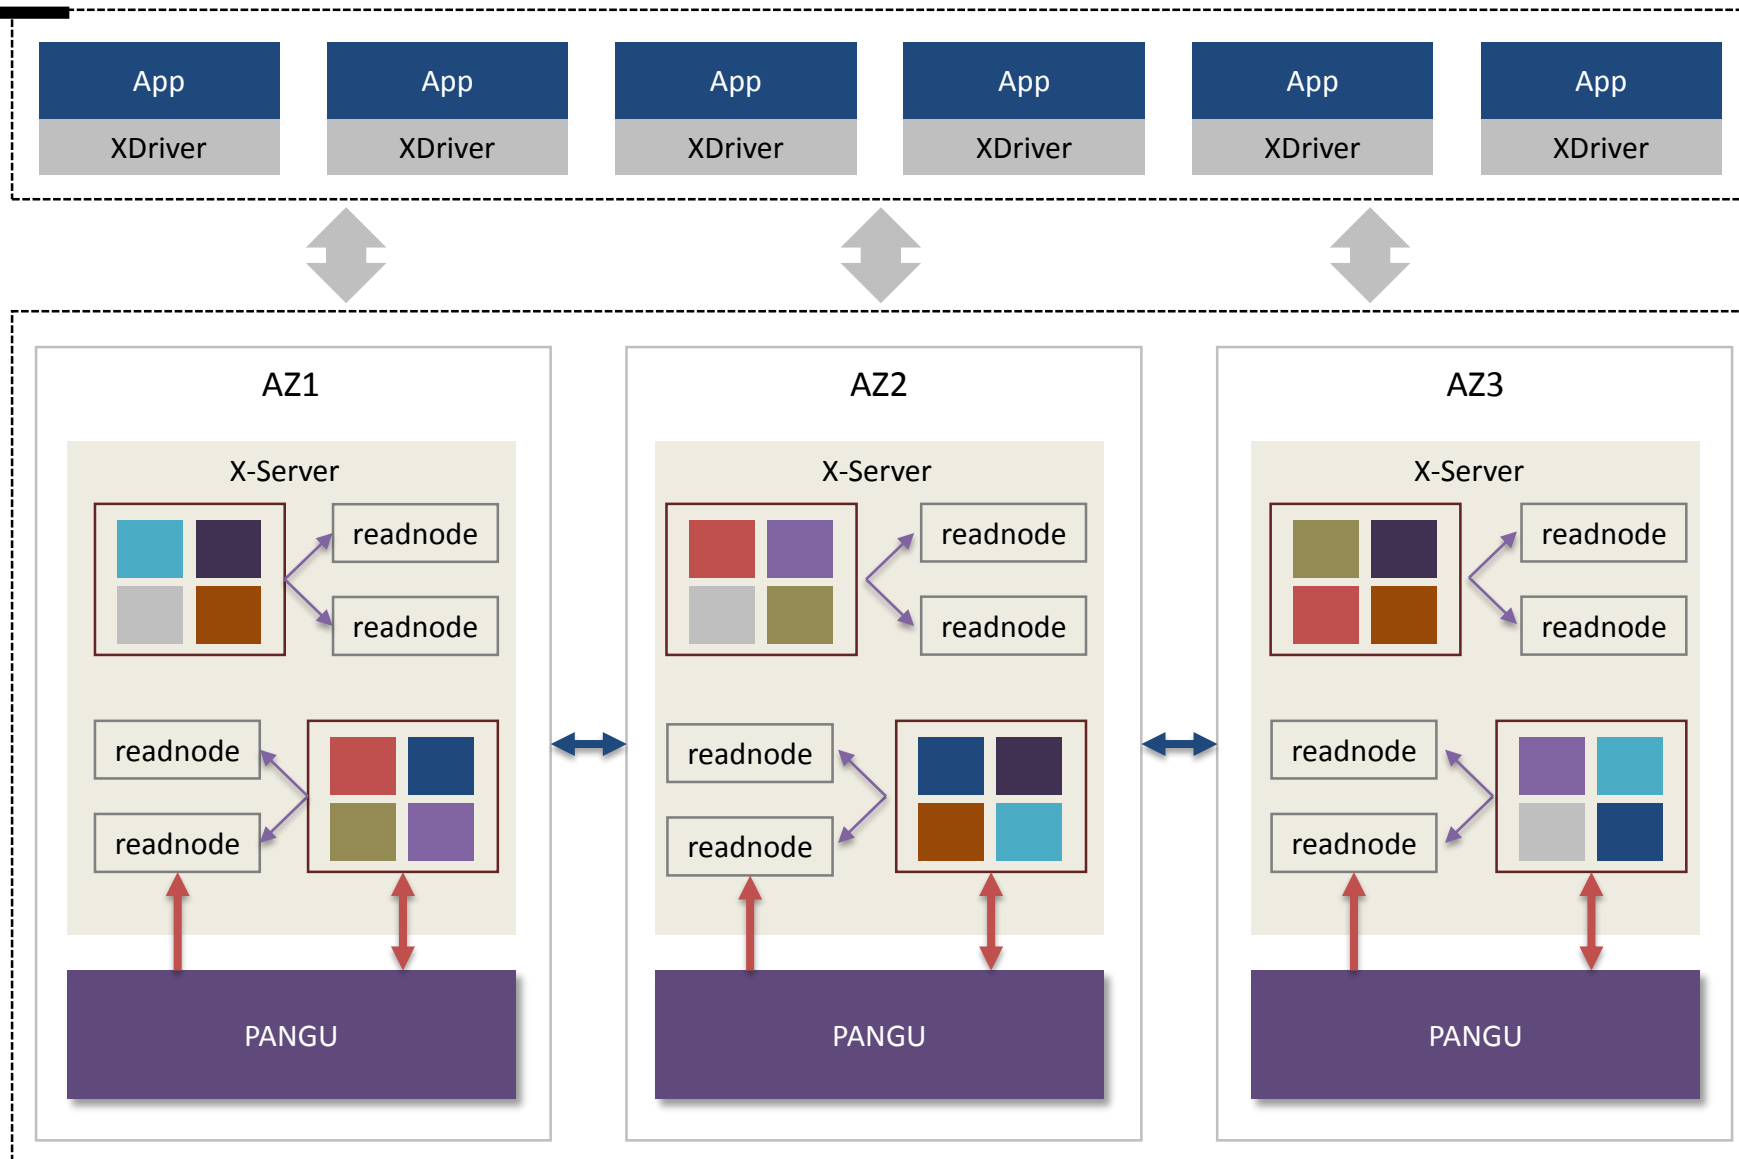 App App App App App App
XDriver XDriver XDriver XDriver XDriver XDriver
AZ1 AZ2 AZ3
X-Server X-Server X-Server
readnode readnode readnode
readnode readnode readnode
readnode readnode readnode
readnode readnode readnode
PANGU PANGU PANGU